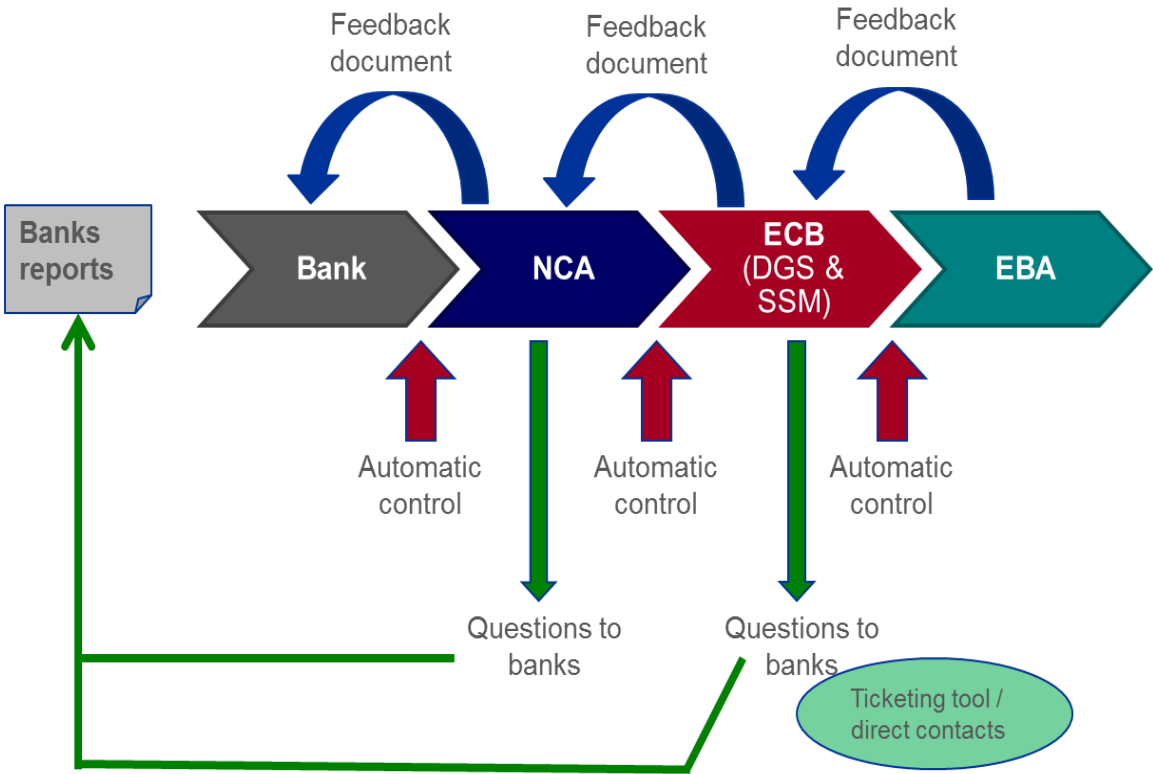 Feedback
document
Feedback
document
Feedback
document
Banks
reports
Bank
NCA
ECB
(DGS &
SSM)
EBA
Automatic
control
Automatic
control
Automatic
control
Questions to
banks
Questions to
banks
Ticketing tool /
direct contacts